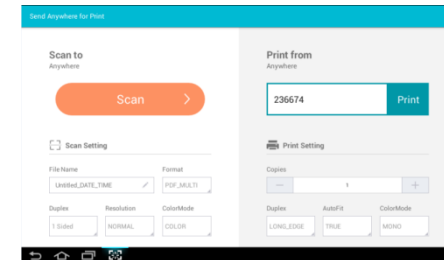 Send Anywhere for Print
Scan to
Anywhere
Scan
Scan Setting
File Name
Format
Untitled_DATE_TIME
PDF_MULTI
Duplex
Resolution
ColorMode
1 Sided
NORMAL
COLOR
Print from
Anywhere
236674
Print
Print Setting
Copies
1
Duplex
AutoFit
ColorMode
LONG_EDGE
TRUE
MONO